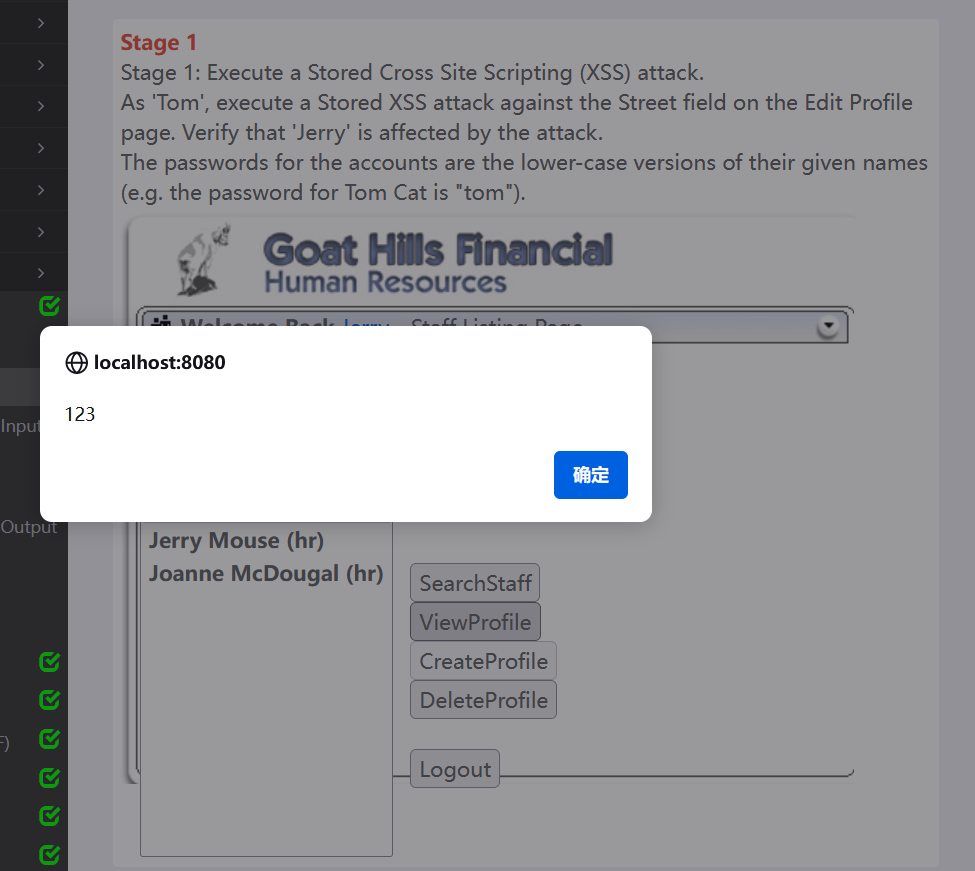 Stage 1
Stage 1: Execute a Stored Cross Site Scripting (XSS) attack.
As 'Tom', execute a Stored XSS attack against the Street field on the Edit Profile
page. Verify that 'Jerry' is affected by the attack.
The passwords for the accounts are the lower-case versions of their given names
(e.g. the password for Tom Cat is "tom").
Goat Hills Financial
Human Resources
Welcome Back Jerry - Staff Listing Page
localhost:8080
123
确定
Input
Output
Jerry Mouse (hr)
Joanne McDougal (hr)
SearchStaff
ViewProfile
CreateProfile
DeleteProfile
F)
Logout